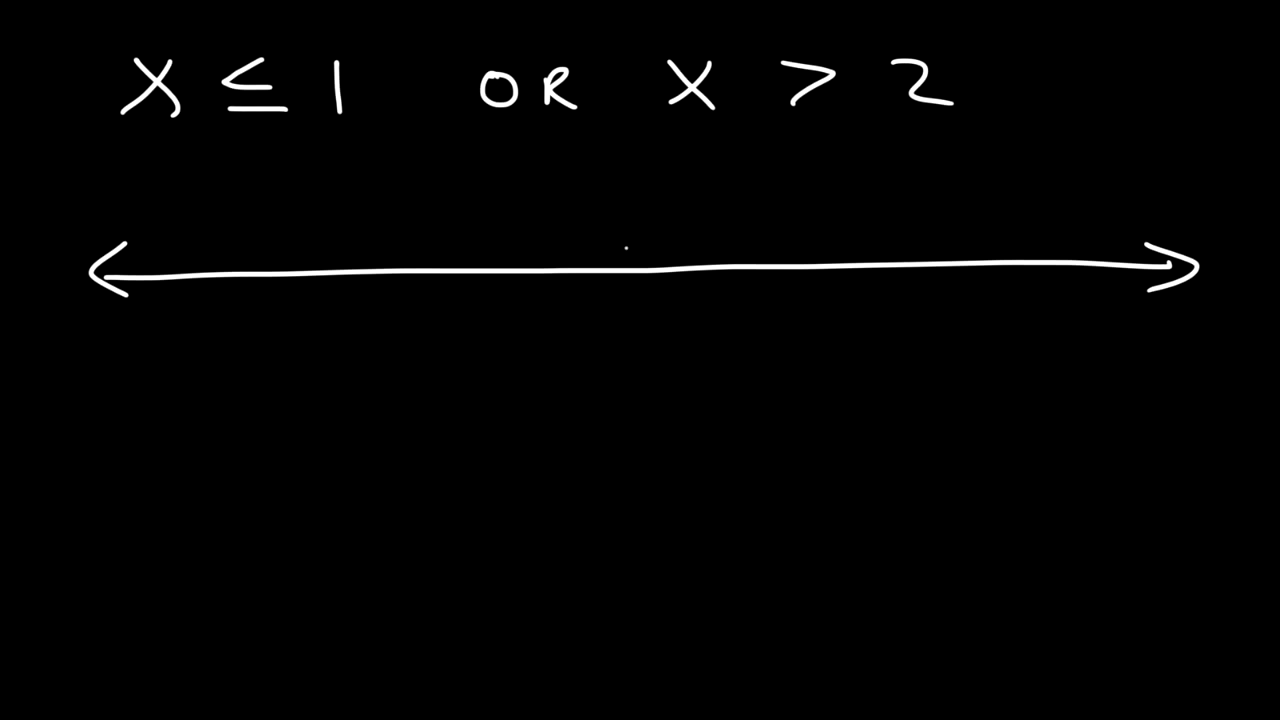 X ≤ 1 OR X > 2